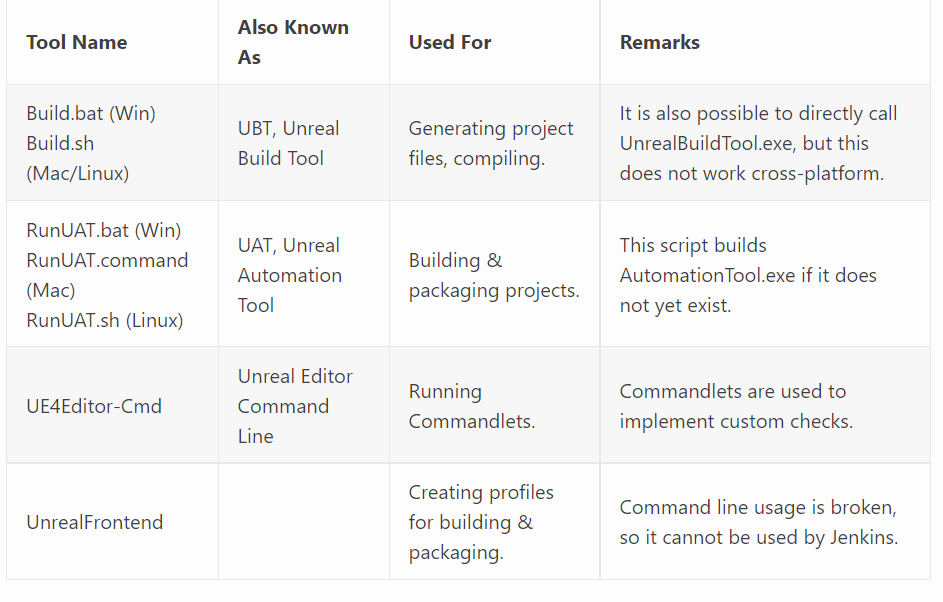 Tool Name
Also Known
As
Used For
Remarks
Build.bat (Win)
Build.sh
(Mac/Linux)
UBT, Unreal
Build Tool
Generating project
files, compiling.
It is also possible to directly call
UnrealBuildTool.exe, but this
does not work cross-platform.
RunUAT.bat (Win)
RunUAT.command
(Mac)
RunUAT.sh (Linux)
UAT, Unreal
Automation
Tool
Building &
packaging projects.
This script builds
AutomationTool.exe if it does
not yet exist.
UE4Editor-Cmd
Unreal Editor
Command
Line
Running
Commandlets.
Commandlets are used to
implement custom checks.
UnrealFrontend
Creating profiles
for building &
packaging.
Command line usage is broken,
so it cannot be used by Jenkins.